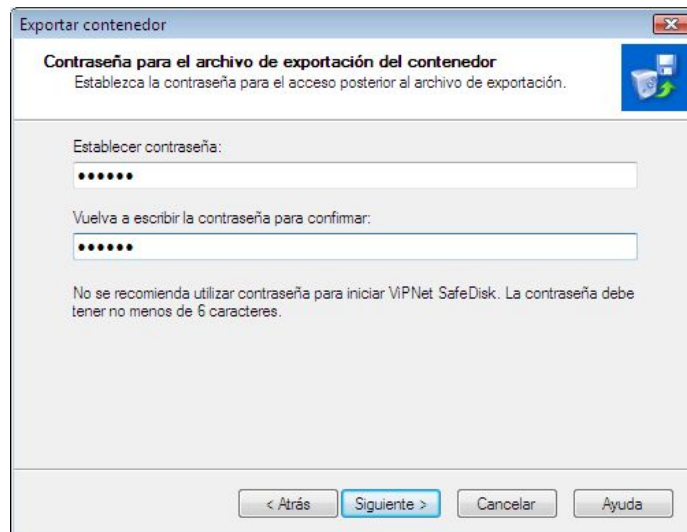 Exportar contenedor
Contraseña para el archivo de exportación del contenedor
Establezca la contraseña para el acceso posterior al archivo de exportación.
Establecer contraseña:
••••••
Vuelva a escribir la contraseña para confirmar:
••••••
No se recomienda utilizar contraseña para iniciar ViPNet SafeDisk. La contraseña debe
tener no menos de 6 caracteres.
< Atrás
Siguiente >
Cancelar
Ayuda